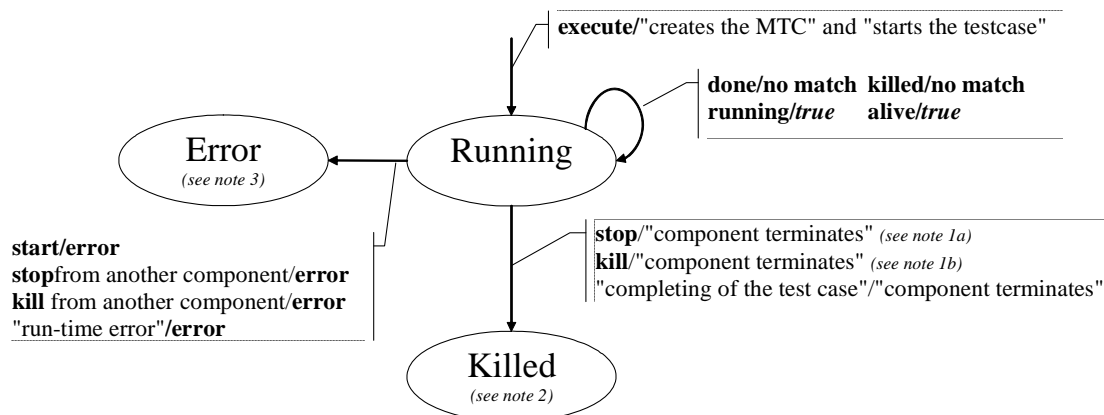 execute/"creates the MTC" and "starts the testcase"
done/no match killed/no match
running/true alive/true
Error
(see note 3)
Running
start/error
stopfrom another component/error
kill from another component/error
"run-time error"/error
stop/"component terminates" (see note 1a)
kill/"component terminates" (see note 1b)
"completing of the test case"/"component terminates"
Killed
(see note 2)